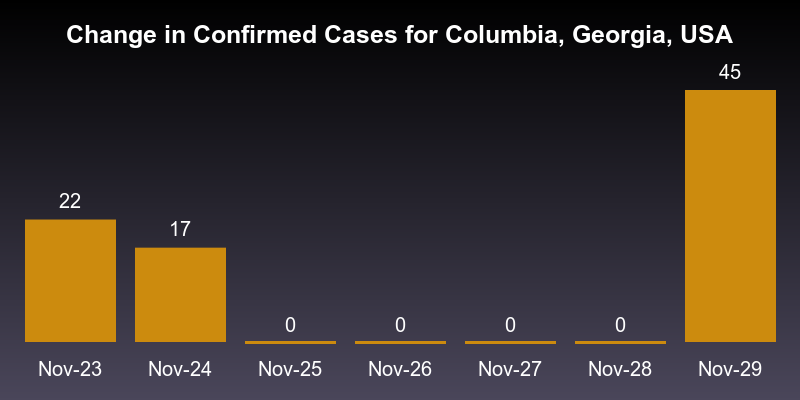 Change in Confirmed Cases for Columbia, Georgia, USA
45
22
17
0 0 0 0
Nov-23 Nov-24 Nov-25 Nov-26 Nov-27 Nov-28 Nov-29